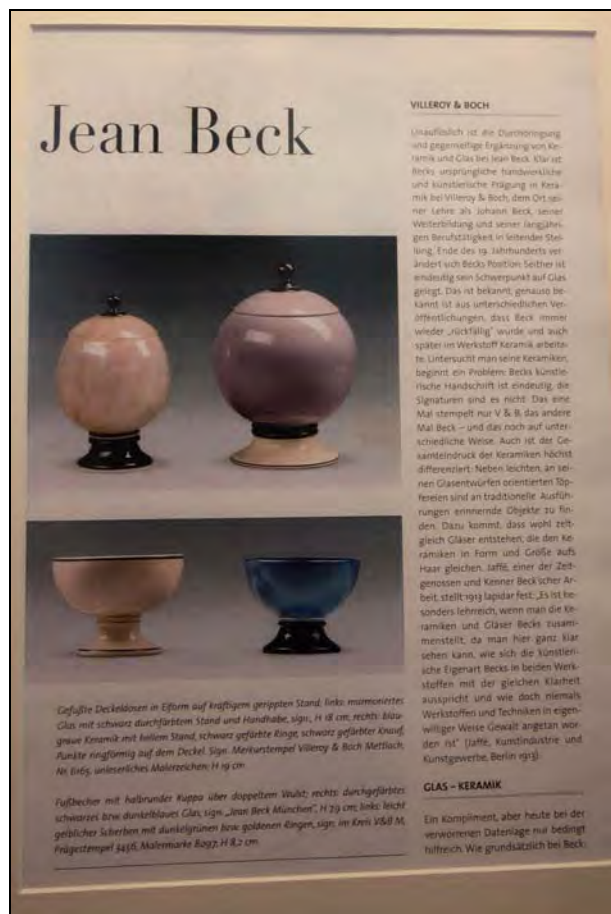 Jean Beck
VILLEROY & BOCH
Unauflöslich ist die Durchdringung
und gegenseitige Ergänzung von Ke-
ramik und Glas bei Jean Beck. Klar ist
Becks ursprüngliche handwerkliche
und künstlerische Prägung in Kera-
mik bei Villeroy & Boch, dem Ort sei-
ner Lehre als Johann Beck, seiner
Weiterbildung und seiner langjähri-
gen Berufstätigkeit in leitender Stel-
lung. Ende des 19. Jahrhunderts ver-
ändert sich Becks Position: Seither ist
eindeutig sein Schwerpunkt auf Glas
gelegt. Das ist bekannt, genauso be-
kannt ist aus unterschiedlichen Ver-
öffentlichungen, dass Beck immer
wieder „rückfällig" wurde und auch
später im Werkstoff Keramik arbeite-
te. Untersucht man seine Keramiken,
beginnt ein Problem: Becks künstle-
rische Handschrift ist eindeutig, die
Signaturen sind es nicht. Das eine
Mal stempelt nur V & B, das andere
Mal Beck – und das noch auf unter-
schiedliche Weise. Auch ist der Ge-
samteindruck der Keramiken höchst
differenziert: Neben leichten, an sei-
nen Glasentwürfen orientierten Töp-
fereien sind an traditionelle Ausfüh-
rungen erinnernde Objekte zu fin-
den. Dazu kommt, dass wohl zeit-
gleich Gläser entstehen, die den Ke-
ramiken in Form und Größe aufs
Haar gleichen. Jaffé, einer der Zeit-
genossen und Kenner Beck'scher Ar-
beit, stellt 1913 lapidar fest: „Es ist be-
sonders lehrreich, wenn man die Ke-
ramiken und Gläser Becks zusam-
menstellt, da man hier ganz klar
sehen kann, wie sich die künstleri-
sche Eigenart Becks in beiden Werk-
stoffen mit der gleichen Klarheit
ausspricht und wie doch niemals
Werkstoffen und Techniken in eigen-
williger Weise Gewalt angetan wor-
den ist" (Jaffé, Kunstindustrie und
Kunstgewerbe, Berlin 1913).
GLAS – KERAMIK
Ein Kompliment, aber heute bei der
verworrenen Datenlage nur bedingt
hilfreich. Wie grundsätzlich bei Beck:
Gefußte Deckeldosen in Eiform auf kräftigem gerippten Stand; links: marmoriertes
Glas mit schwarz durchfärbtem Stand und Handhabe, sign., H 18 cm; rechts: blau-
graue Keramik mit hellem Stand, schwarz gefärbte Ringe, schwarz gefärbter Knauf,
Punkte ringförmig auf dem Deckel. Sign. Merkurstempel Villeroy & Boch Mettlach,
Nr. unleserliches Malerzeichen; H 19 cm
Fußbecher mit halbrunder Kuppa über doppeltem Wulst; rechts: durchgefärbtes
schwarzes bzw. dunkelblaues Glas, sign. „Jean Beck München", H 7,9 cm; links: leicht
gelblicher Scherben mit dunkelgrünen bzw. goldenen Ringen, sign. im Kreis V&B M,
Prägestempel 3456, Malermarke H 8,2 cm